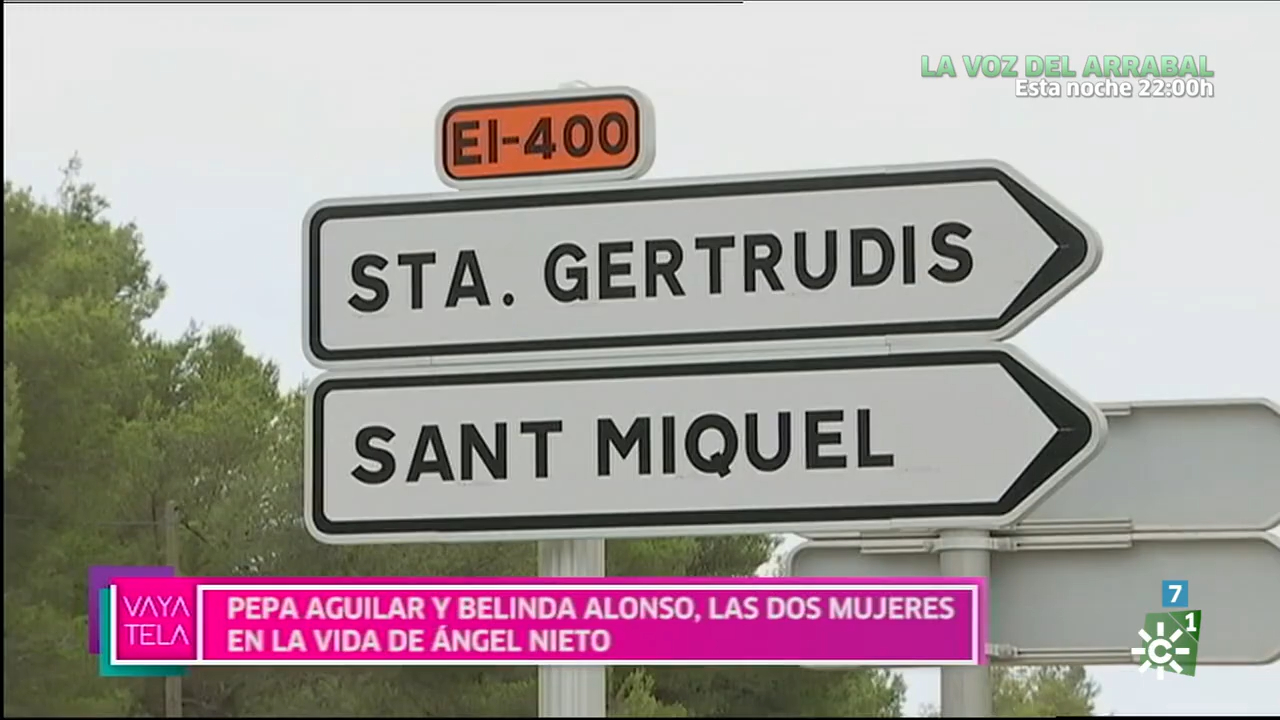 LA VOZ DEL ARRABAL
Esta noche 22:00h
EI-400
STA. GERTRUDIS
SANT MIQUEL
VAYA
TELA
PEPA AGUILAR Y BELINDA ALONSO, LAS DOS MUJERES
EN LA VIDA DE ÁNGEL NIETO
7
1
C